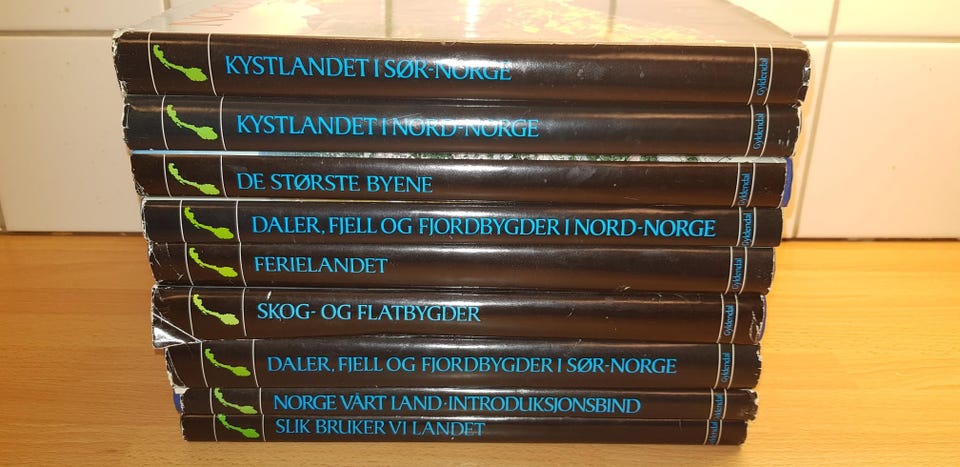 KYSTLANDET I SØR-NORGE Gyldendal
KYSTLANDET I NORD-NORGE Gyldendal
DE STØRSTE BYENE Gyldendal
DALER, FJELL OG FJORDBYGDER I NORD-NORGE Gyldendal
FERIELANDET Gyldendal
SKOG- OG FLATBYGDER Gyldendal
DALER, FJELL OG FJORDBYGDER I SØR-NORGE Gyldendal
NORGE VÅRT LAND·INTRODUKSJONSBIND Gyldendal
SLIK BRUKER VI LANDET Gyldendal